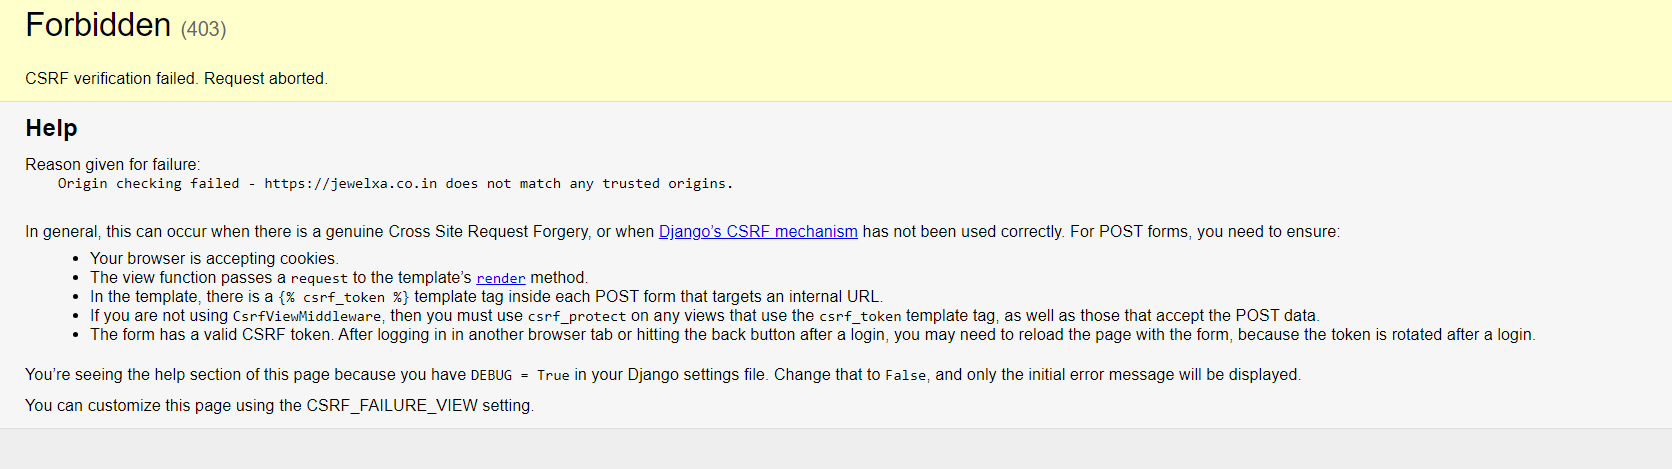 Forbidden (403)
CSRF verification failed. Request aborted.
Help
Reason given for failure:
Origin checking failed - https://jewelxa.co.in does not match any trusted origins.
In general, this can occur when there is a genuine Cross Site Request Forgery, or when Django’s CSRF mechanism has not been used correctly. For POST forms, you need to ensure:
• Your browser is accepting cookies.
• The view function passes a request to the template’s render method.
• In the template, there is a {% csrf_token %} template tag inside each POST form that targets an internal URL.
• If you are not using CsrfViewMiddleware, then you must use csrf_protect on any views that use the csrf_token template tag, as well as those that accept the POST data.
• The form has a valid CSRF token. After logging in in another browser tab or hitting the back button after a login, you may need to reload the page with the form, because the token is rotated after a login.
You’re seeing the help section of this page because you have DEBUG = True in your Django settings file. Change that to False, and only the initial error message will be displayed.
You can customize this page using the CSRF_FAILURE_VIEW setting.